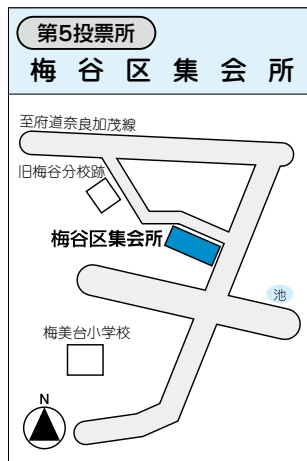 第5投票所
梅谷区集会所
至府道奈良加茂線
旧梅谷分校跡
梅谷区集会所
池
梅美台小学校
N